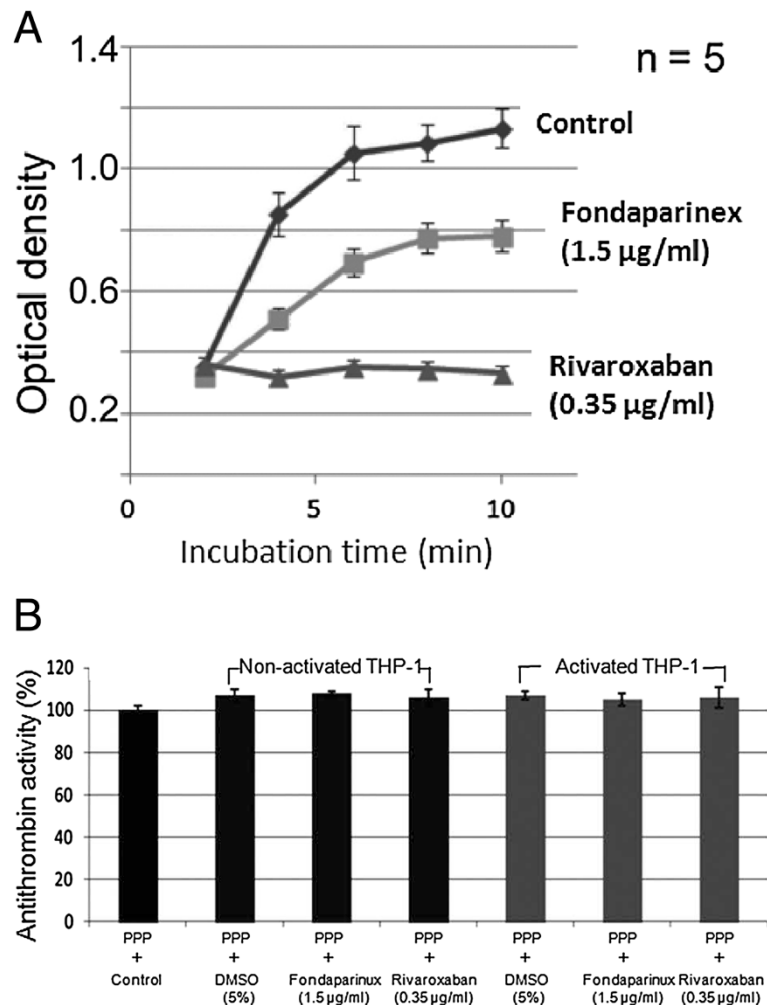 A
1.4
n = 5
Control
1.0
Fondaparinex
(1.5 µg/ml)
Optical density
0.6
Rivaroxaban
(0.35 µg/ml)
0.2
0 5 10
Incubation time (min)
B
Antithrombin activity (%)
120
Non-activated THP-1 Activated THP-1
100
80
60
40
20
0
PPP PPP PPP PPP PPP PPP PPP
+ + + + + + +
Control DMSO Fondaparinux Rivaroxaban DMSO Fondaparinux Rivaroxaban
(5%) (1.5 µg/ml) (0.35 µg/ml) (5%) (1.5 µg/ml) (0.35 µg/ml)